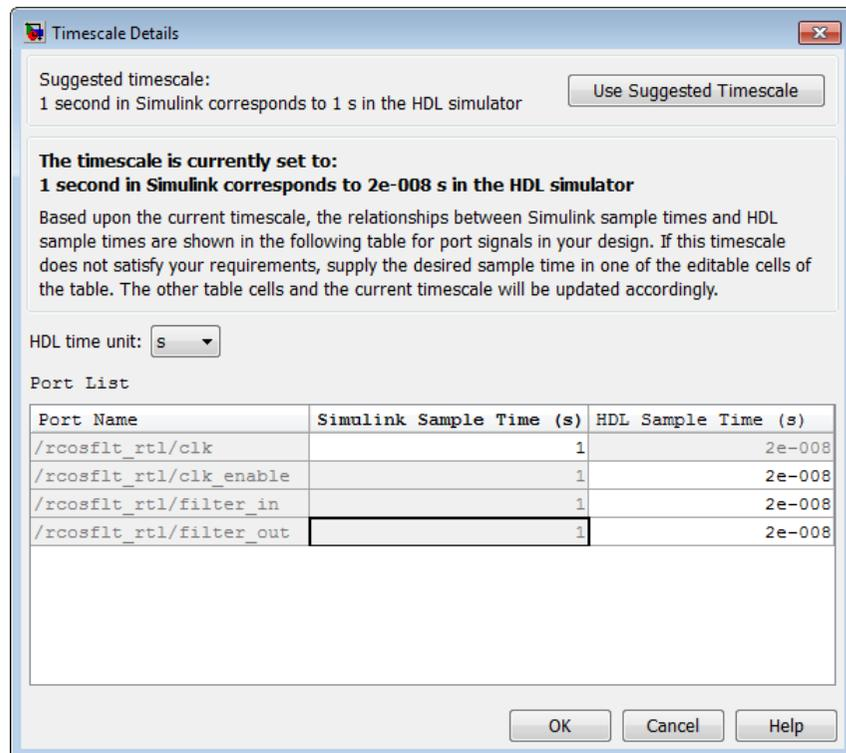 Timescale Details
Suggested timescale:
1 second in Simulink corresponds to 1 s in the HDL simulator
Use Suggested Timescale
The timescale is currently set to:
1 second in Simulink corresponds to 2e-008 s in the HDL simulator
Based upon the current timescale, the relationships between Simulink sample times and HDL
sample times are shown in the following table for port signals in your design. If this timescale
does not satisfy your requirements, supply the desired sample time in one of the editable cells of
the table. The other table cells and the current timescale will be updated accordingly.
HDL time unit: s
Port List
Port Name Simulink Sample Time (s) HDL Sample Time (s)
/rcosflt_rtl/clk 1 2e-008
/rcosflt_rtl/clk_enable 1 2e-008
/rcosflt_rtl/filter_in 1 2e-008
/rcosflt_rtl/filter_out 1 2e-008
OK Cancel Help